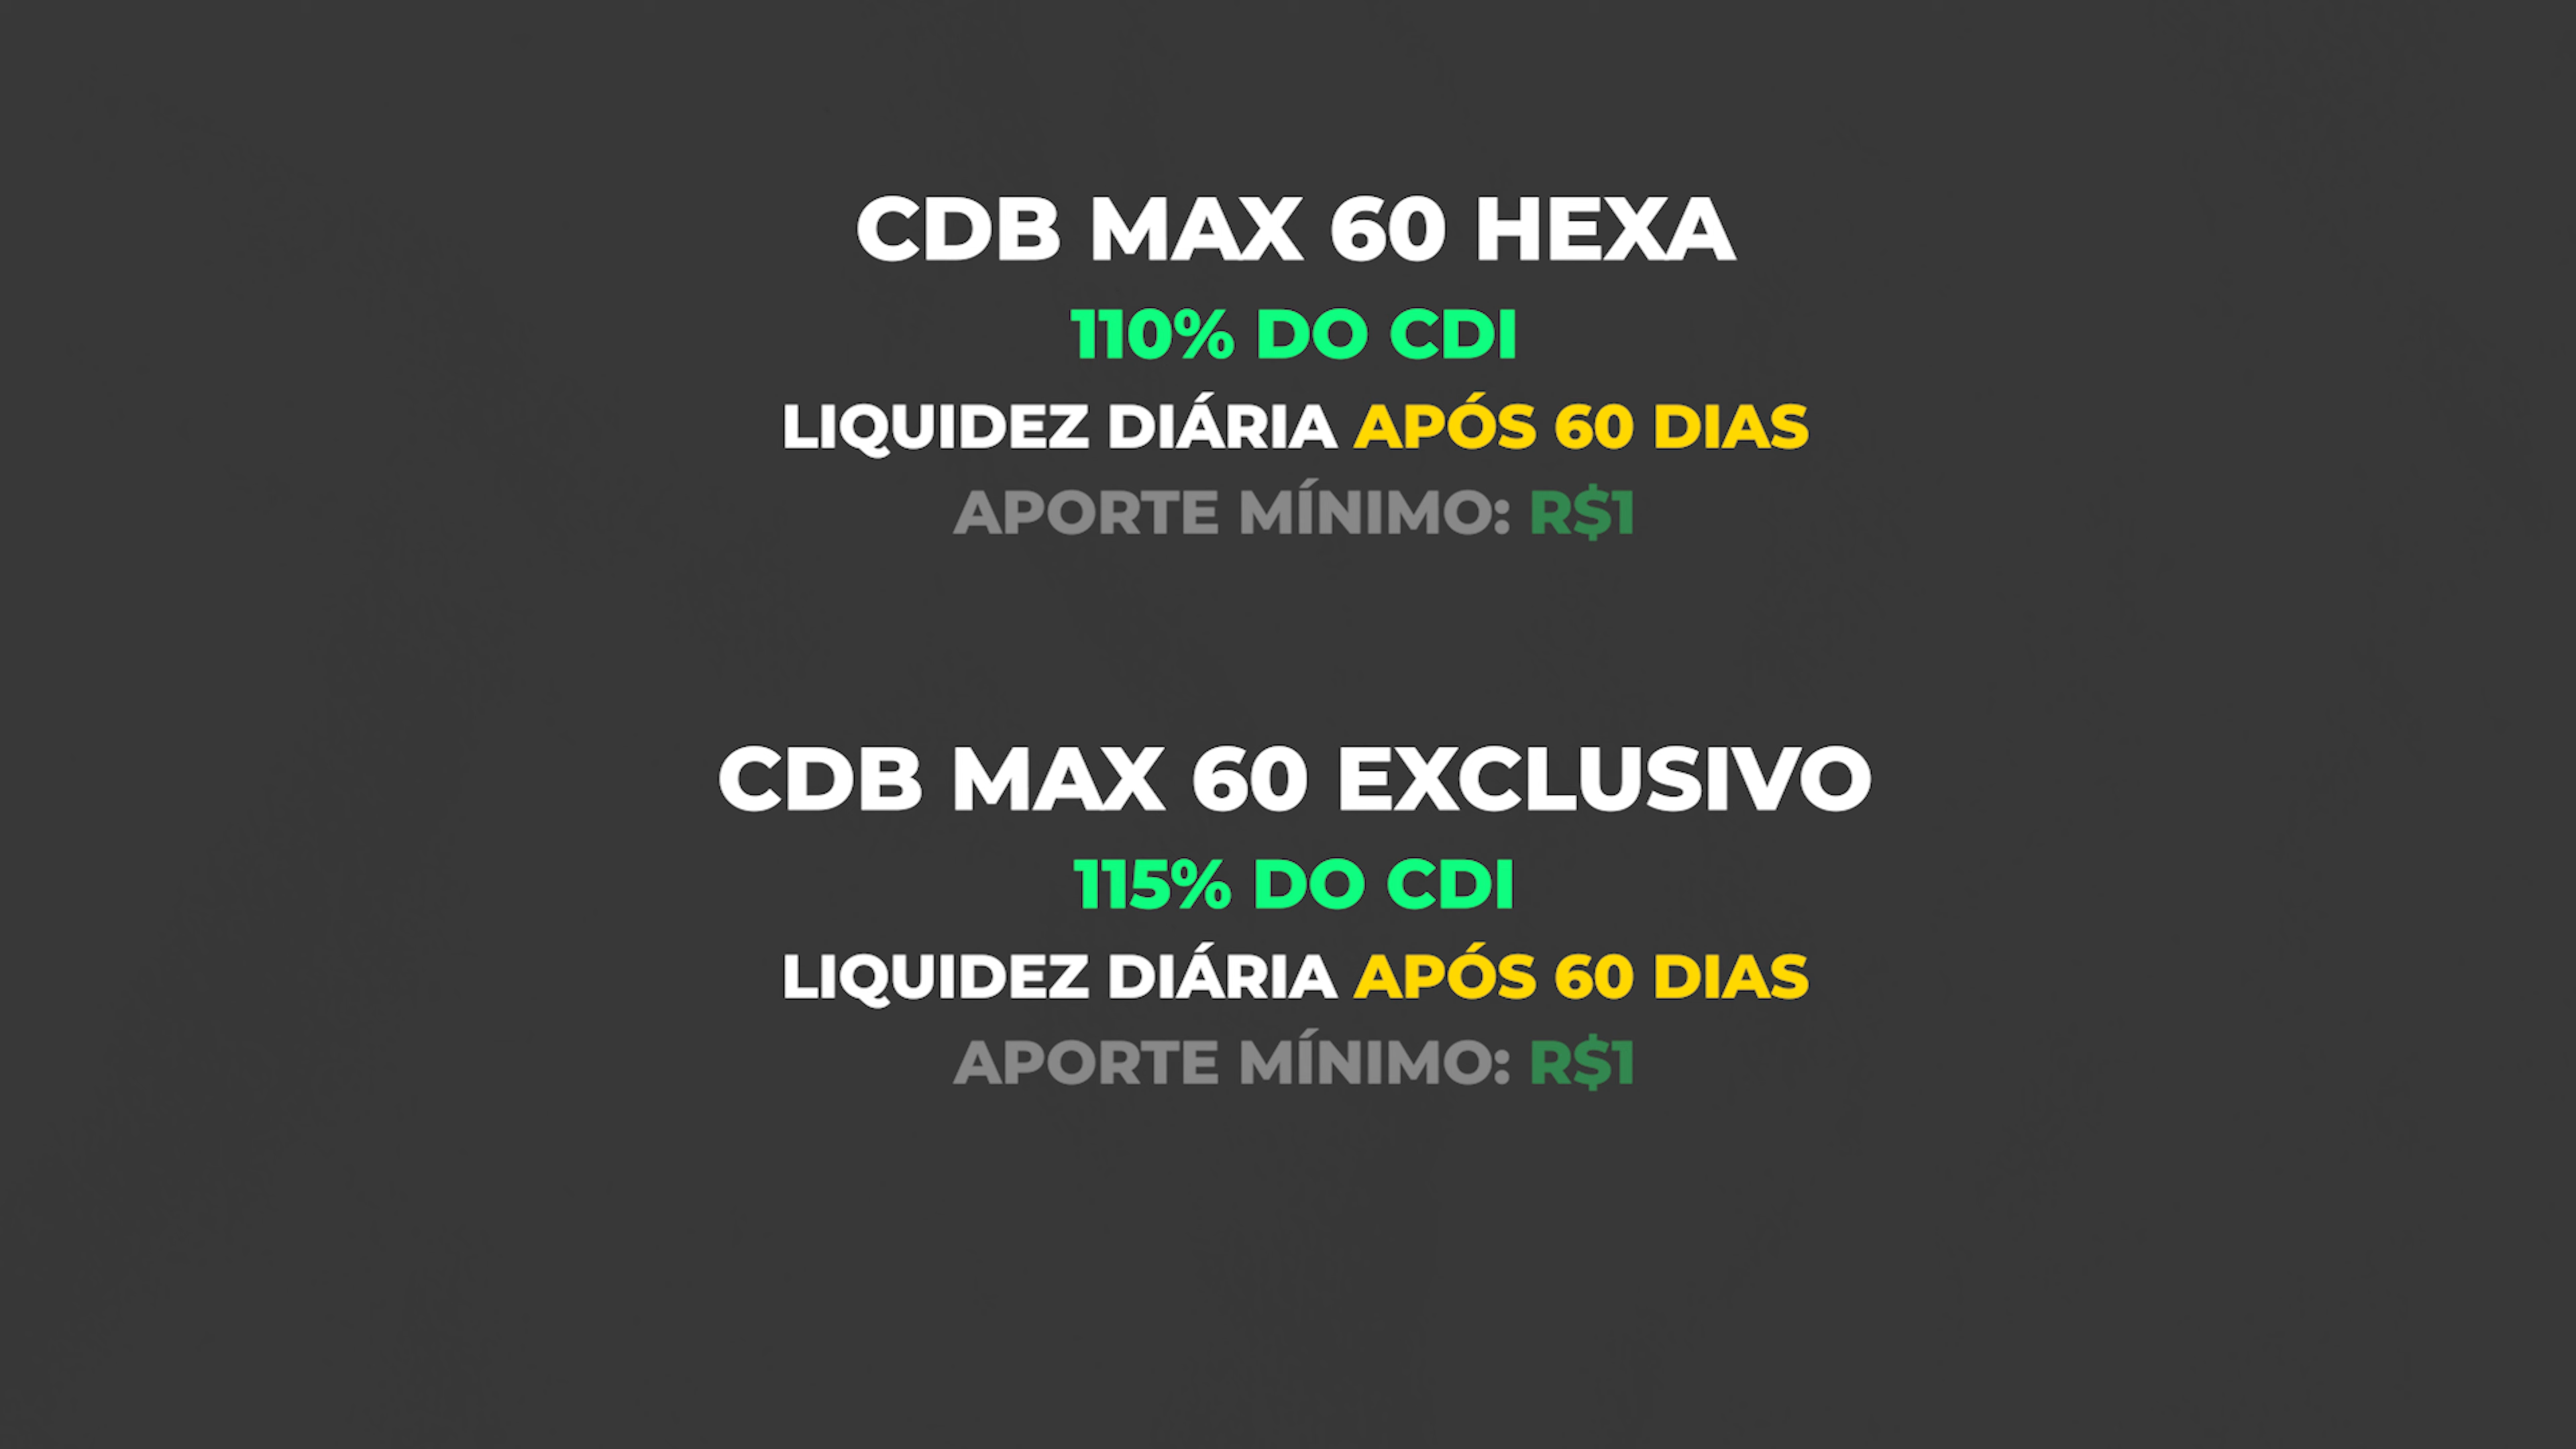 CDB MAX 60 HEXA
110% DO CDI
LIQUIDEZ DIÁRIA APÓS 60 DIAS
APORTE MÍNIMO: R$1
CDB MAX 60 EXCLUSIVO
115% DO CDI
LIQUIDEZ DIÁRIA APÓS 60 DIAS
APORTE MÍNIMO: R$1